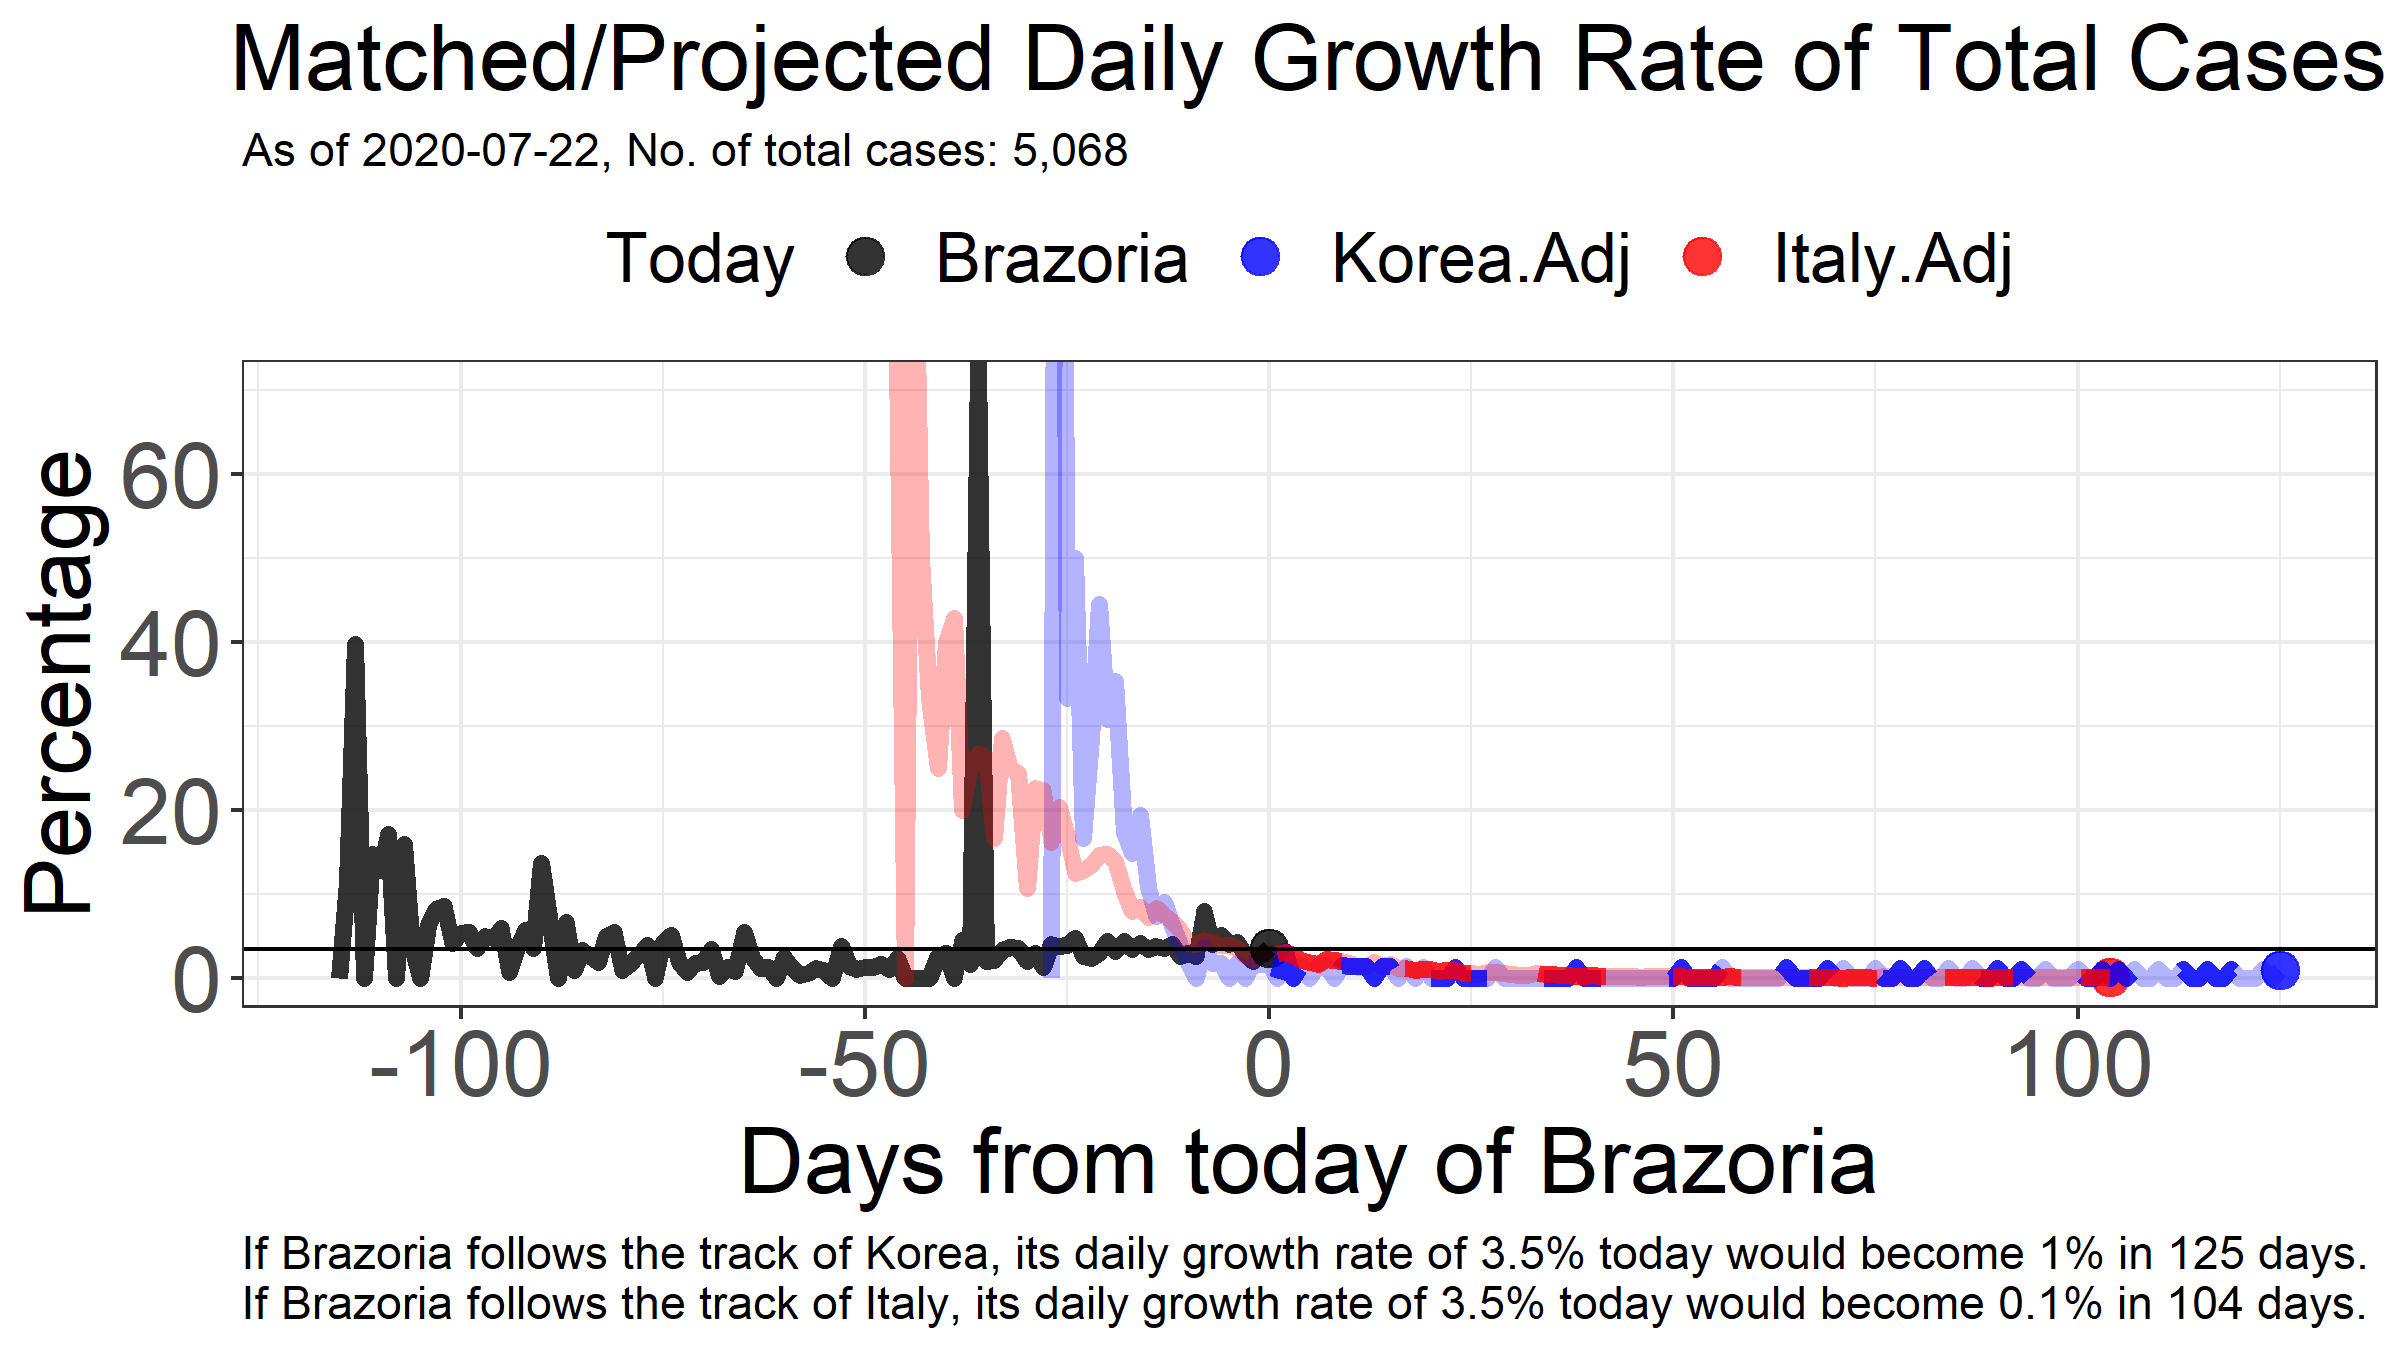 Matched/Projected Daily Growth Rate of Total Cases
As of 2020-07-22, No. of total cases: 5,068
Today Brazoria Korea.Adj Italy.Adj
Percentage
60
40
20
0
-100 -50 0 50 100
Days from today of Brazoria
If Brazoria follows the track of Korea, its daily growth rate of 3.5% today would become 1% in 125 days.
If Brazoria follows the track of Italy, its daily growth rate of 3.5% today would become 0.1% in 104 days.